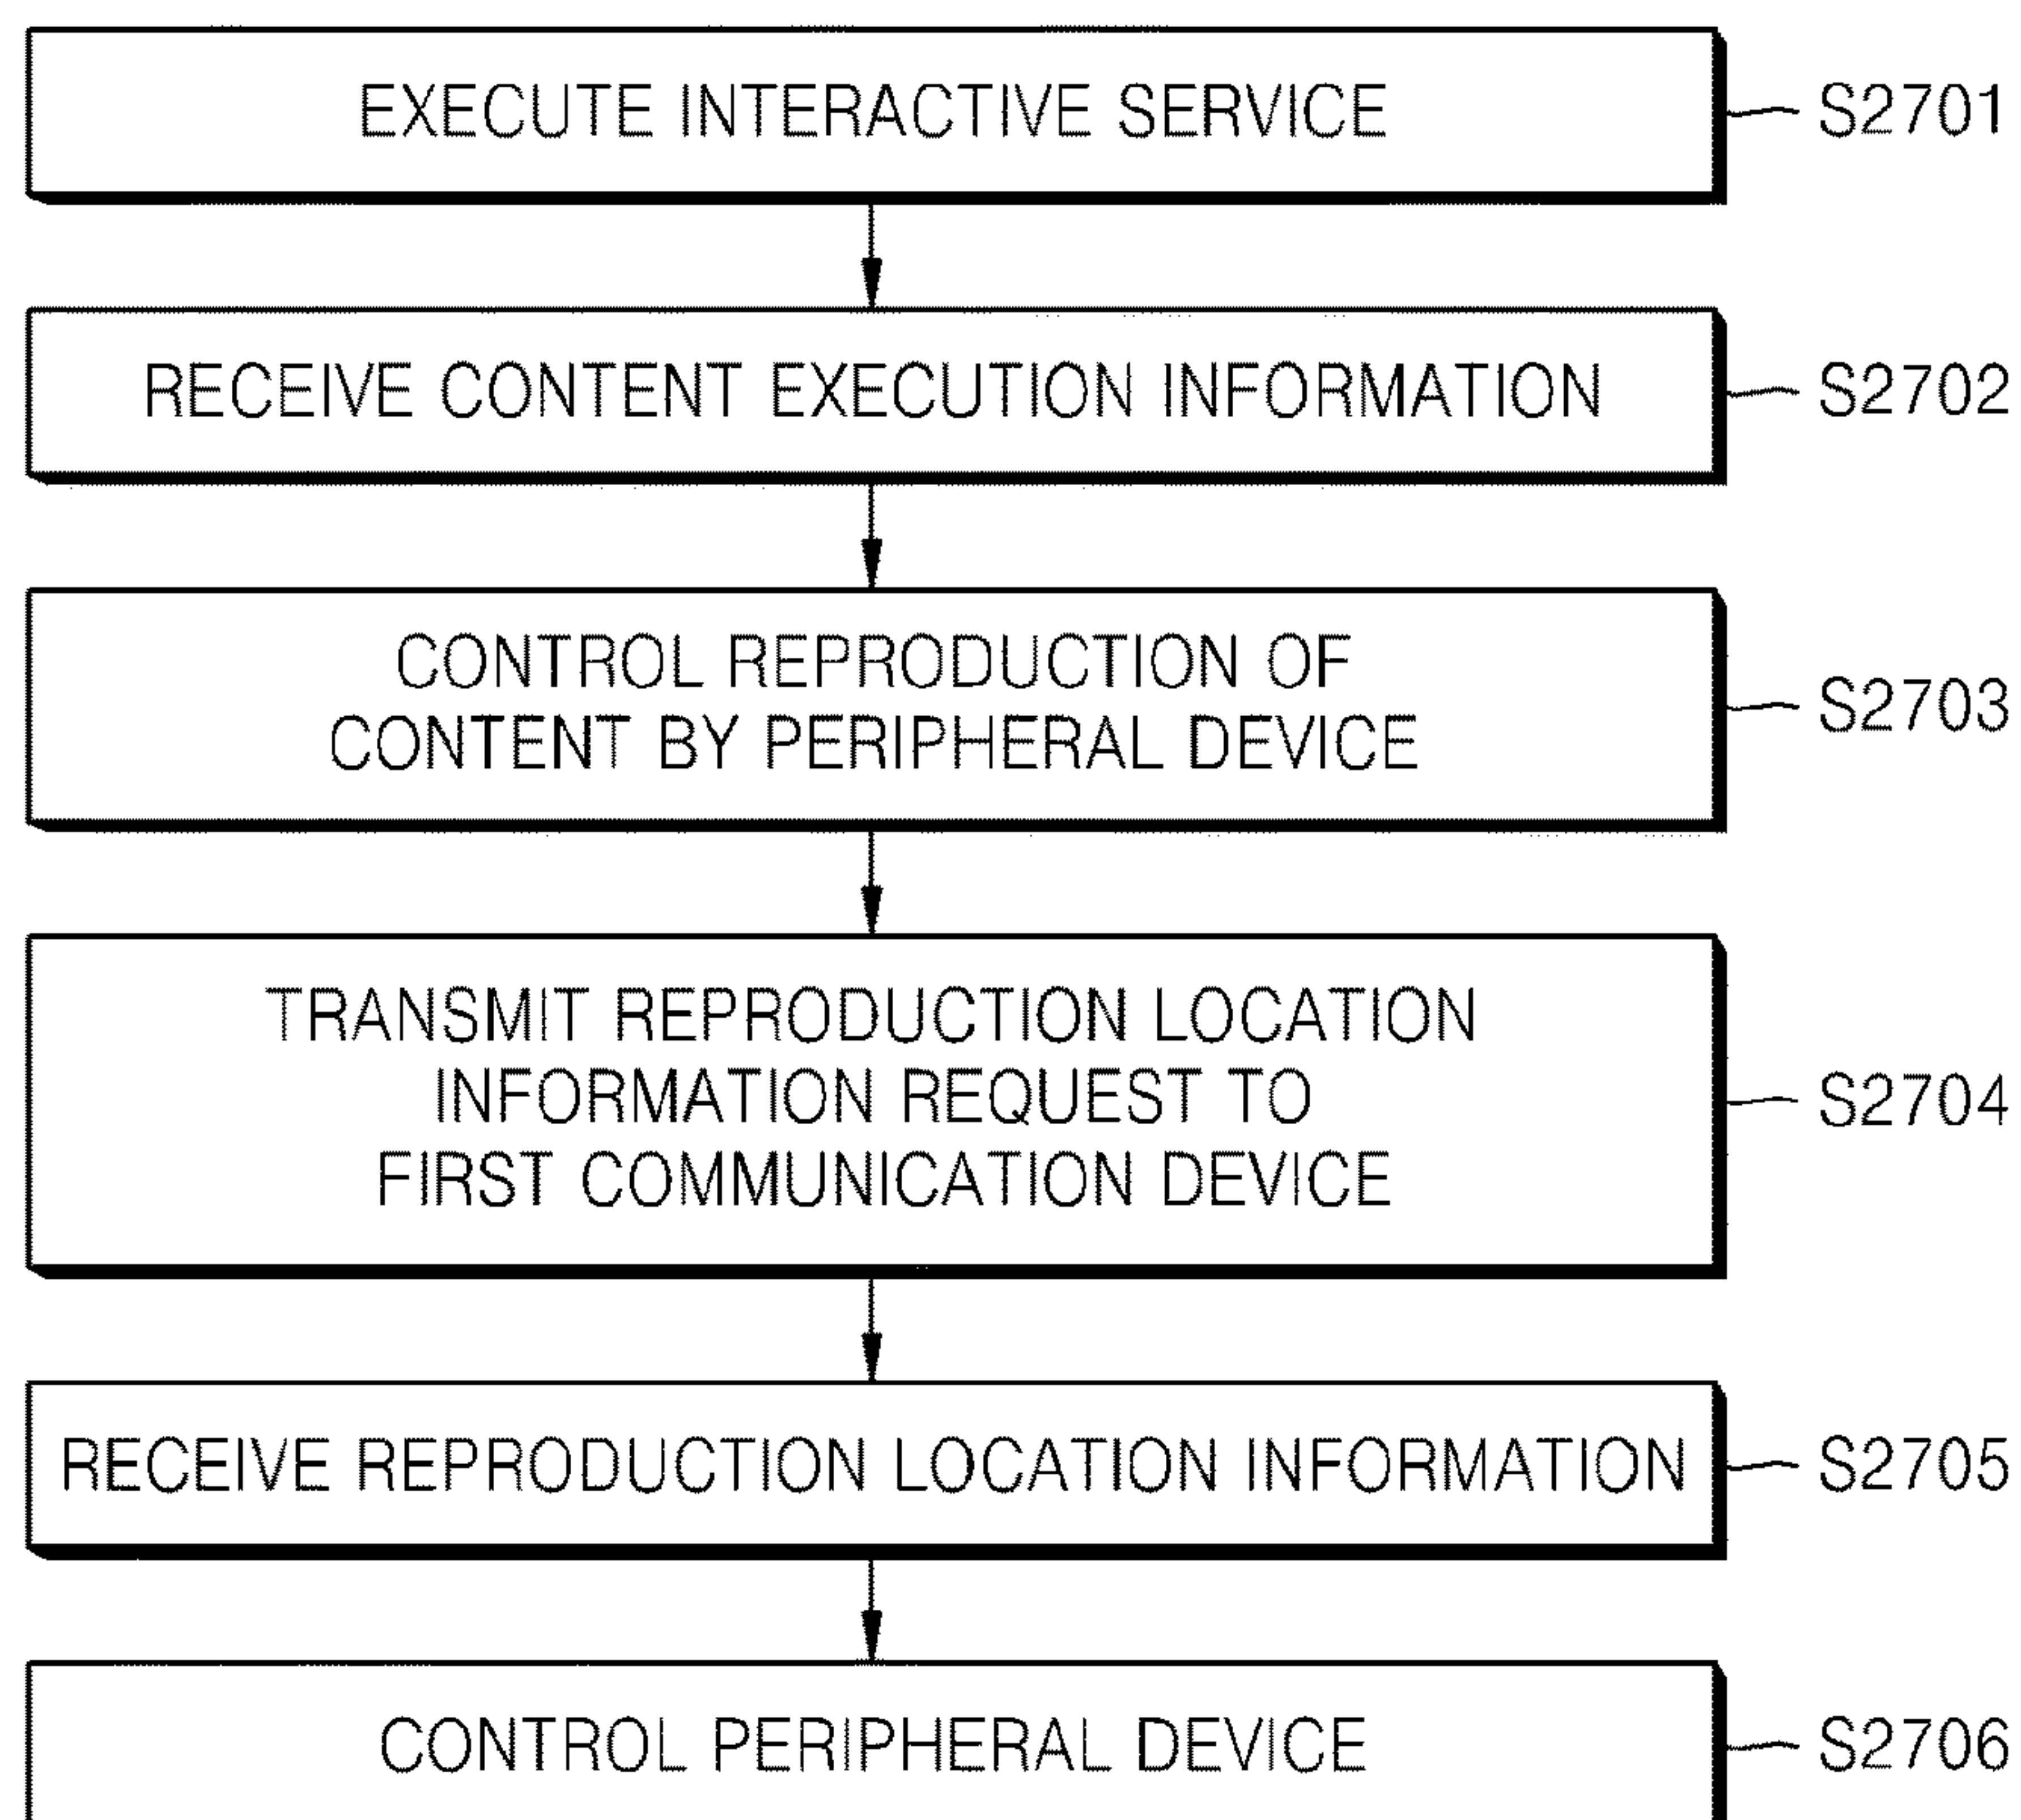 EXECUTE INTERACTIVE SERVICE
S2701
RECEIVE CONTENT EXECUTION INFORMATION
S2702
CONTROL REPRODUCTION OF
CONTENT BY PERIPHERAL DEVICE
S2703
TRANSMIT REPRODUCTION LOCATION
INFORMATION REQUEST TO
FIRST COMMUNICATION DEVICE
S2704
RECEIVE REPRODUCTION LOCATION INFORMATION
S2705
CONTROL PERIPHERAL DEVICE
S2706